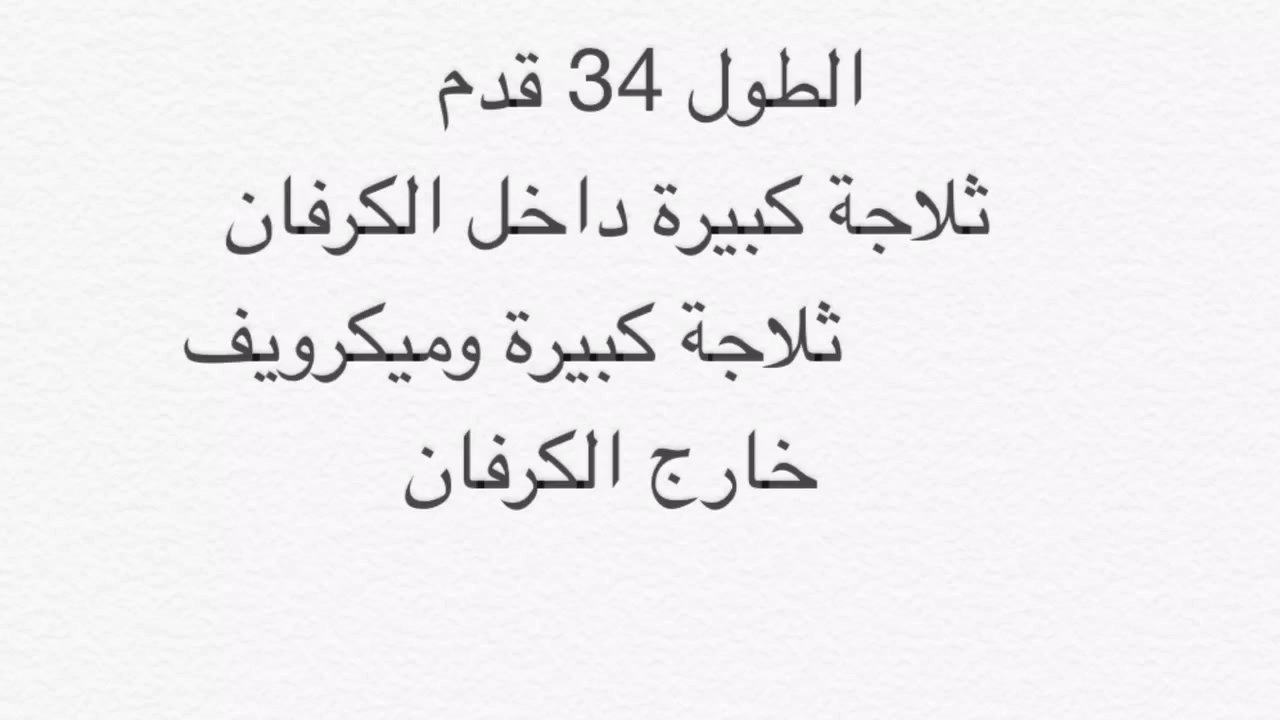 الطول 34 قدم
ثلاجة كبيرة داخل الكرفان
ثلاجة كبيرة وميكرويف
خارج الكرفان